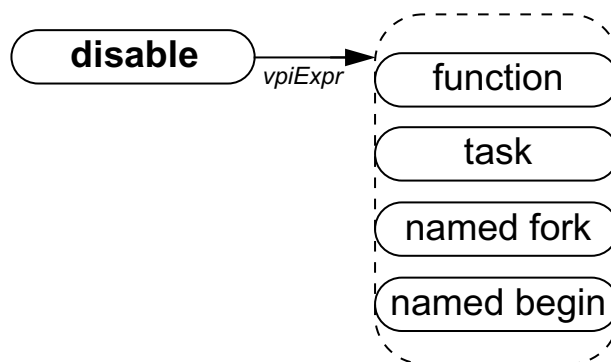 disable
vpiExpr
function
task
named fork
named begin